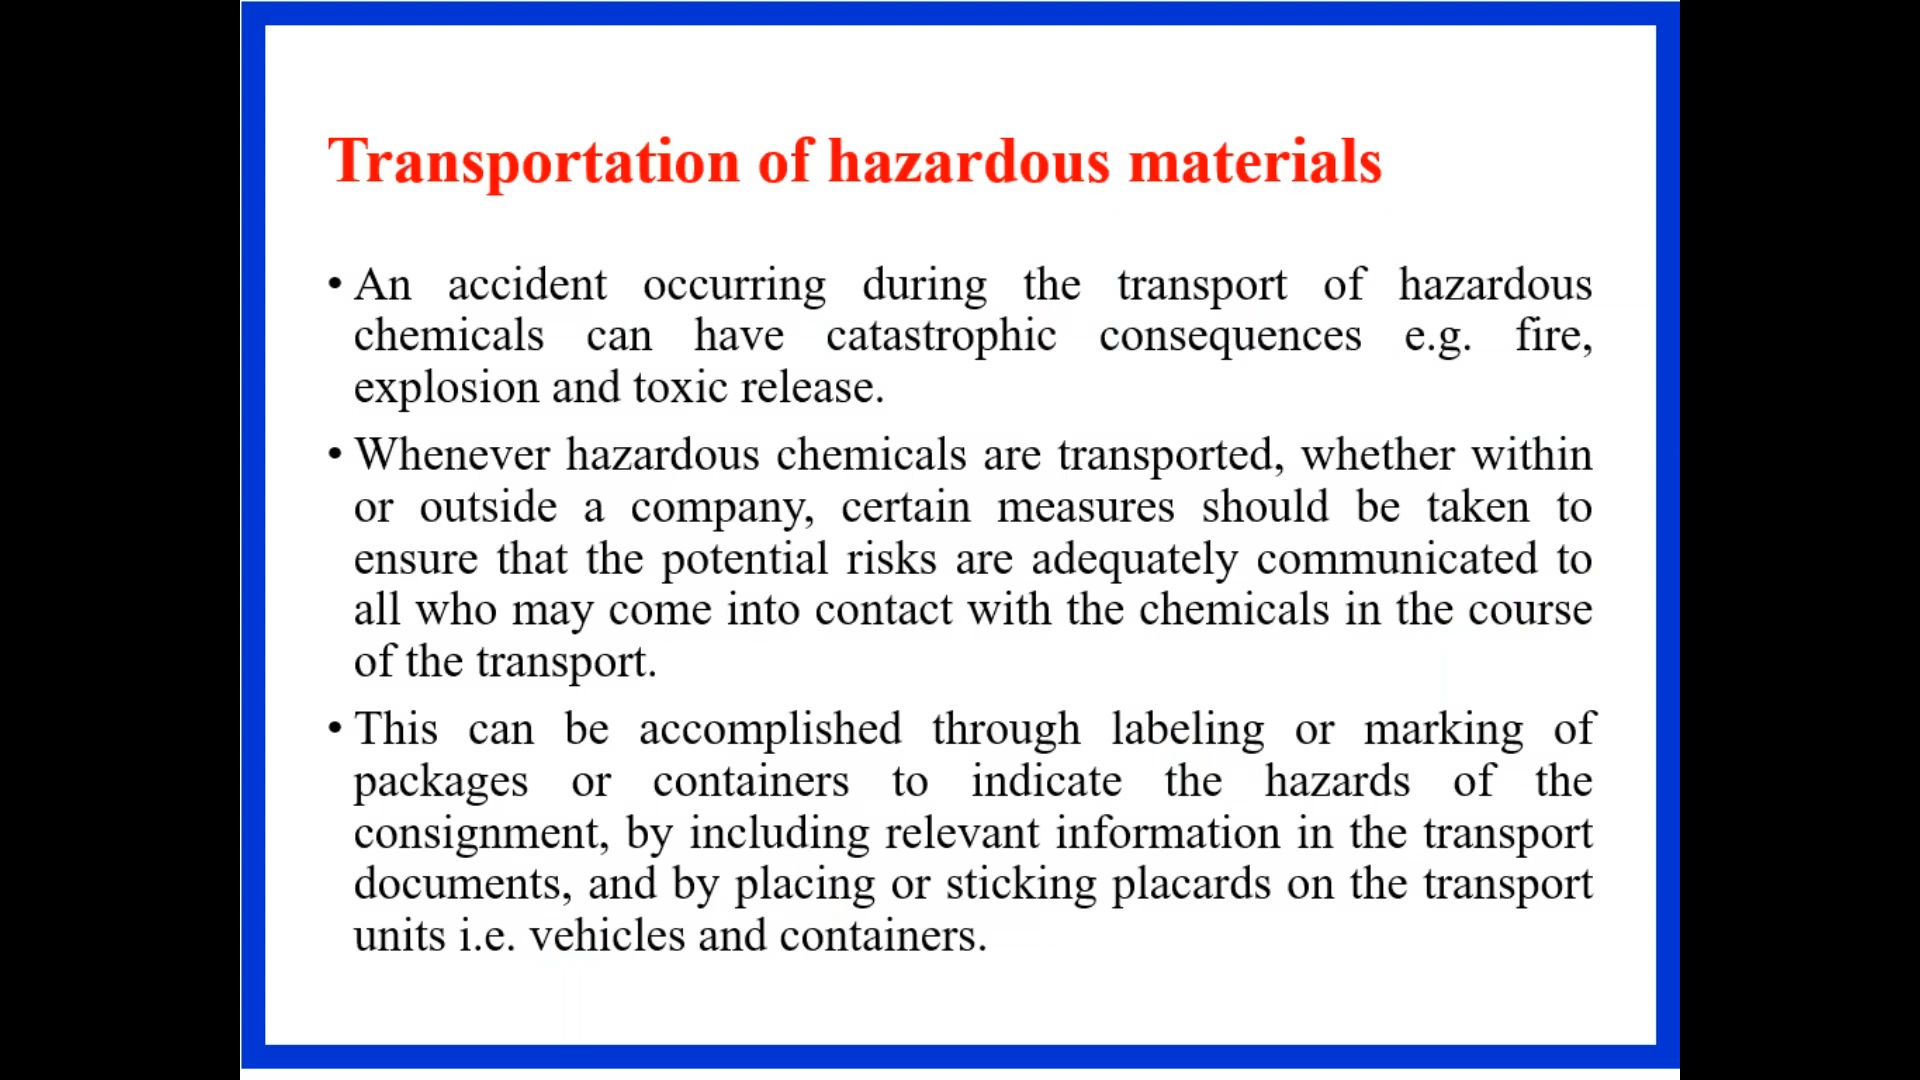 Transportation of hazardous materials
• An accident occurring during the transport of hazardous
chemicals can have catastrophic consequences e.g. fire,
explosion and toxic release.
• Whenever hazardous chemicals are transported, whether within
or outside a company, certain measures should be taken to
ensure that the potential risks are adequately communicated to
all who may come into contact with the chemicals in the course
of the transport.
• This can be accomplished through labeling or marking of
packages or containers to indicate the hazards of the
consignment, by including relevant information in the transport
documents, and by placing or sticking placards on the transport
units i.e. vehicles and containers.